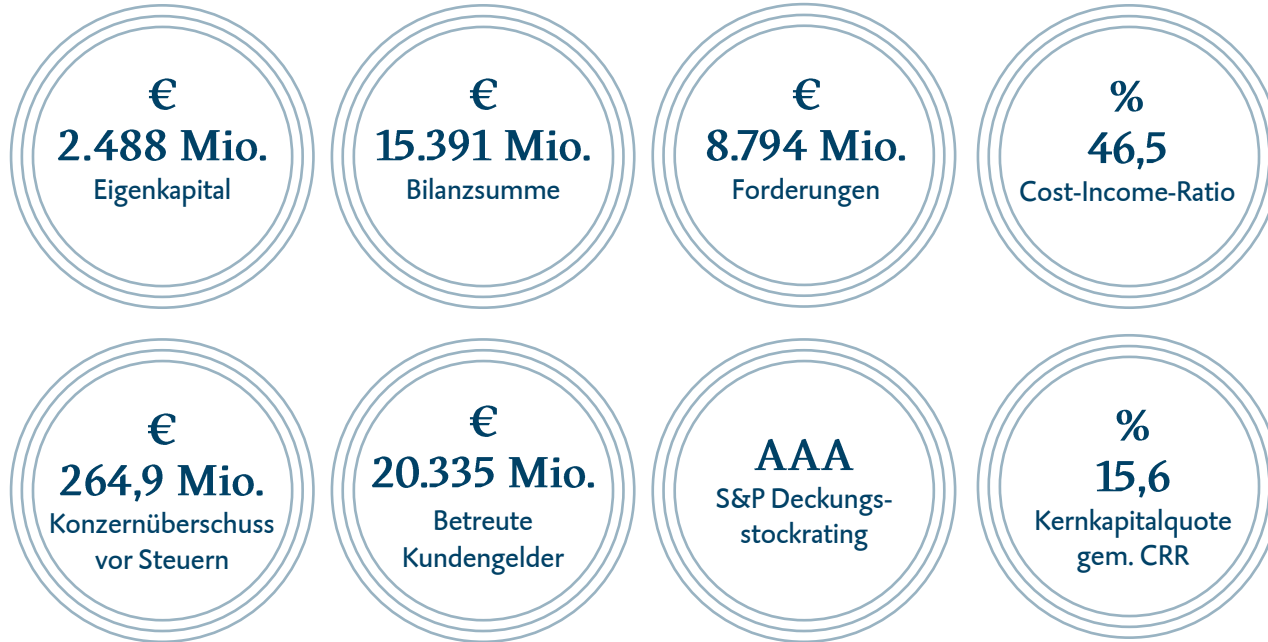 €
2.488 Mio.
Eigenkapital
€
15.391 Mio.
Bilanzsumme
€
8.794 Mio.
Forderungen
%
46,5
Cost-Income-Ratio
€
264,9 Mio.
Konzernüberschuss
vor Steuern
€
20.335 Mio.
Betreute
Kundengelder
AAA
S&P Deckungs-
stockrating
%
15,6
Kernkapitalquote
gem. CRR